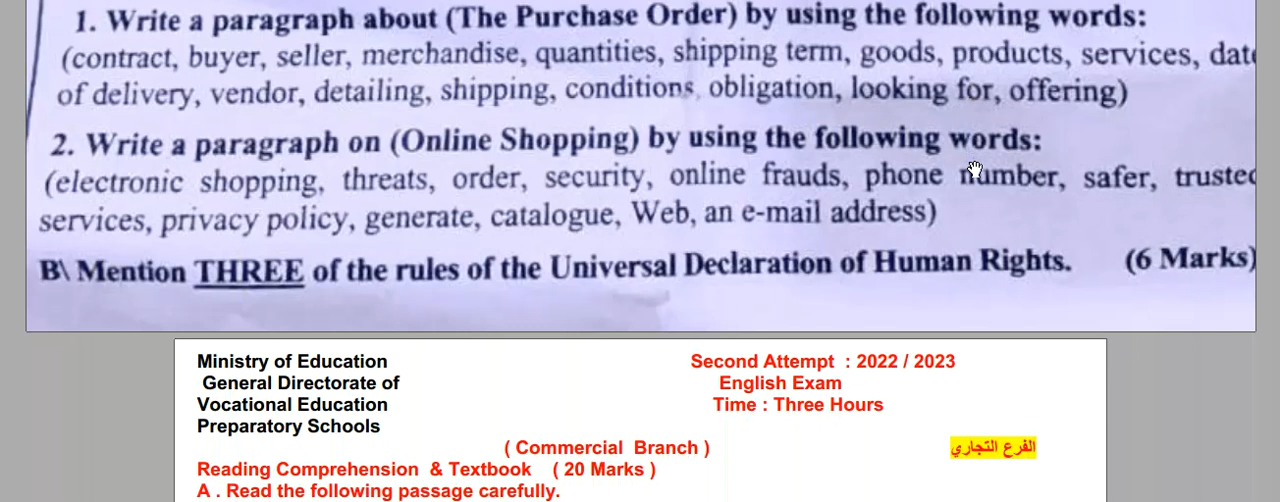 1. Write a paragraph about (The Purchase Order) by using the following words:
(contract, buyer, seller, merchandise, quantities, shipping term, goods, products, services, date
of delivery, vendor, detailing, shipping, conditions, obligation, looking for, offering)
2. Write a paragraph on (Online Shopping) by using the following words:
(electronic shopping, threats, order, security, online frauds, phone number, safer, trusted
services, privacy policy, generate, catalogue, Web, an e-mail address)
B\ Mention THREE of the rules of the Universal Declaration of Human Rights. (6 Marks)
Ministry of Education Second Attempt : 2022 / 2023
General Directorate of English Exam
Vocational Education Time : Three Hours
Preparatory Schools
( Commercial Branch ) الفرع التجاري
Reading Comprehension & Textbook ( 20 Marks )
A . Read the following passage carefully.